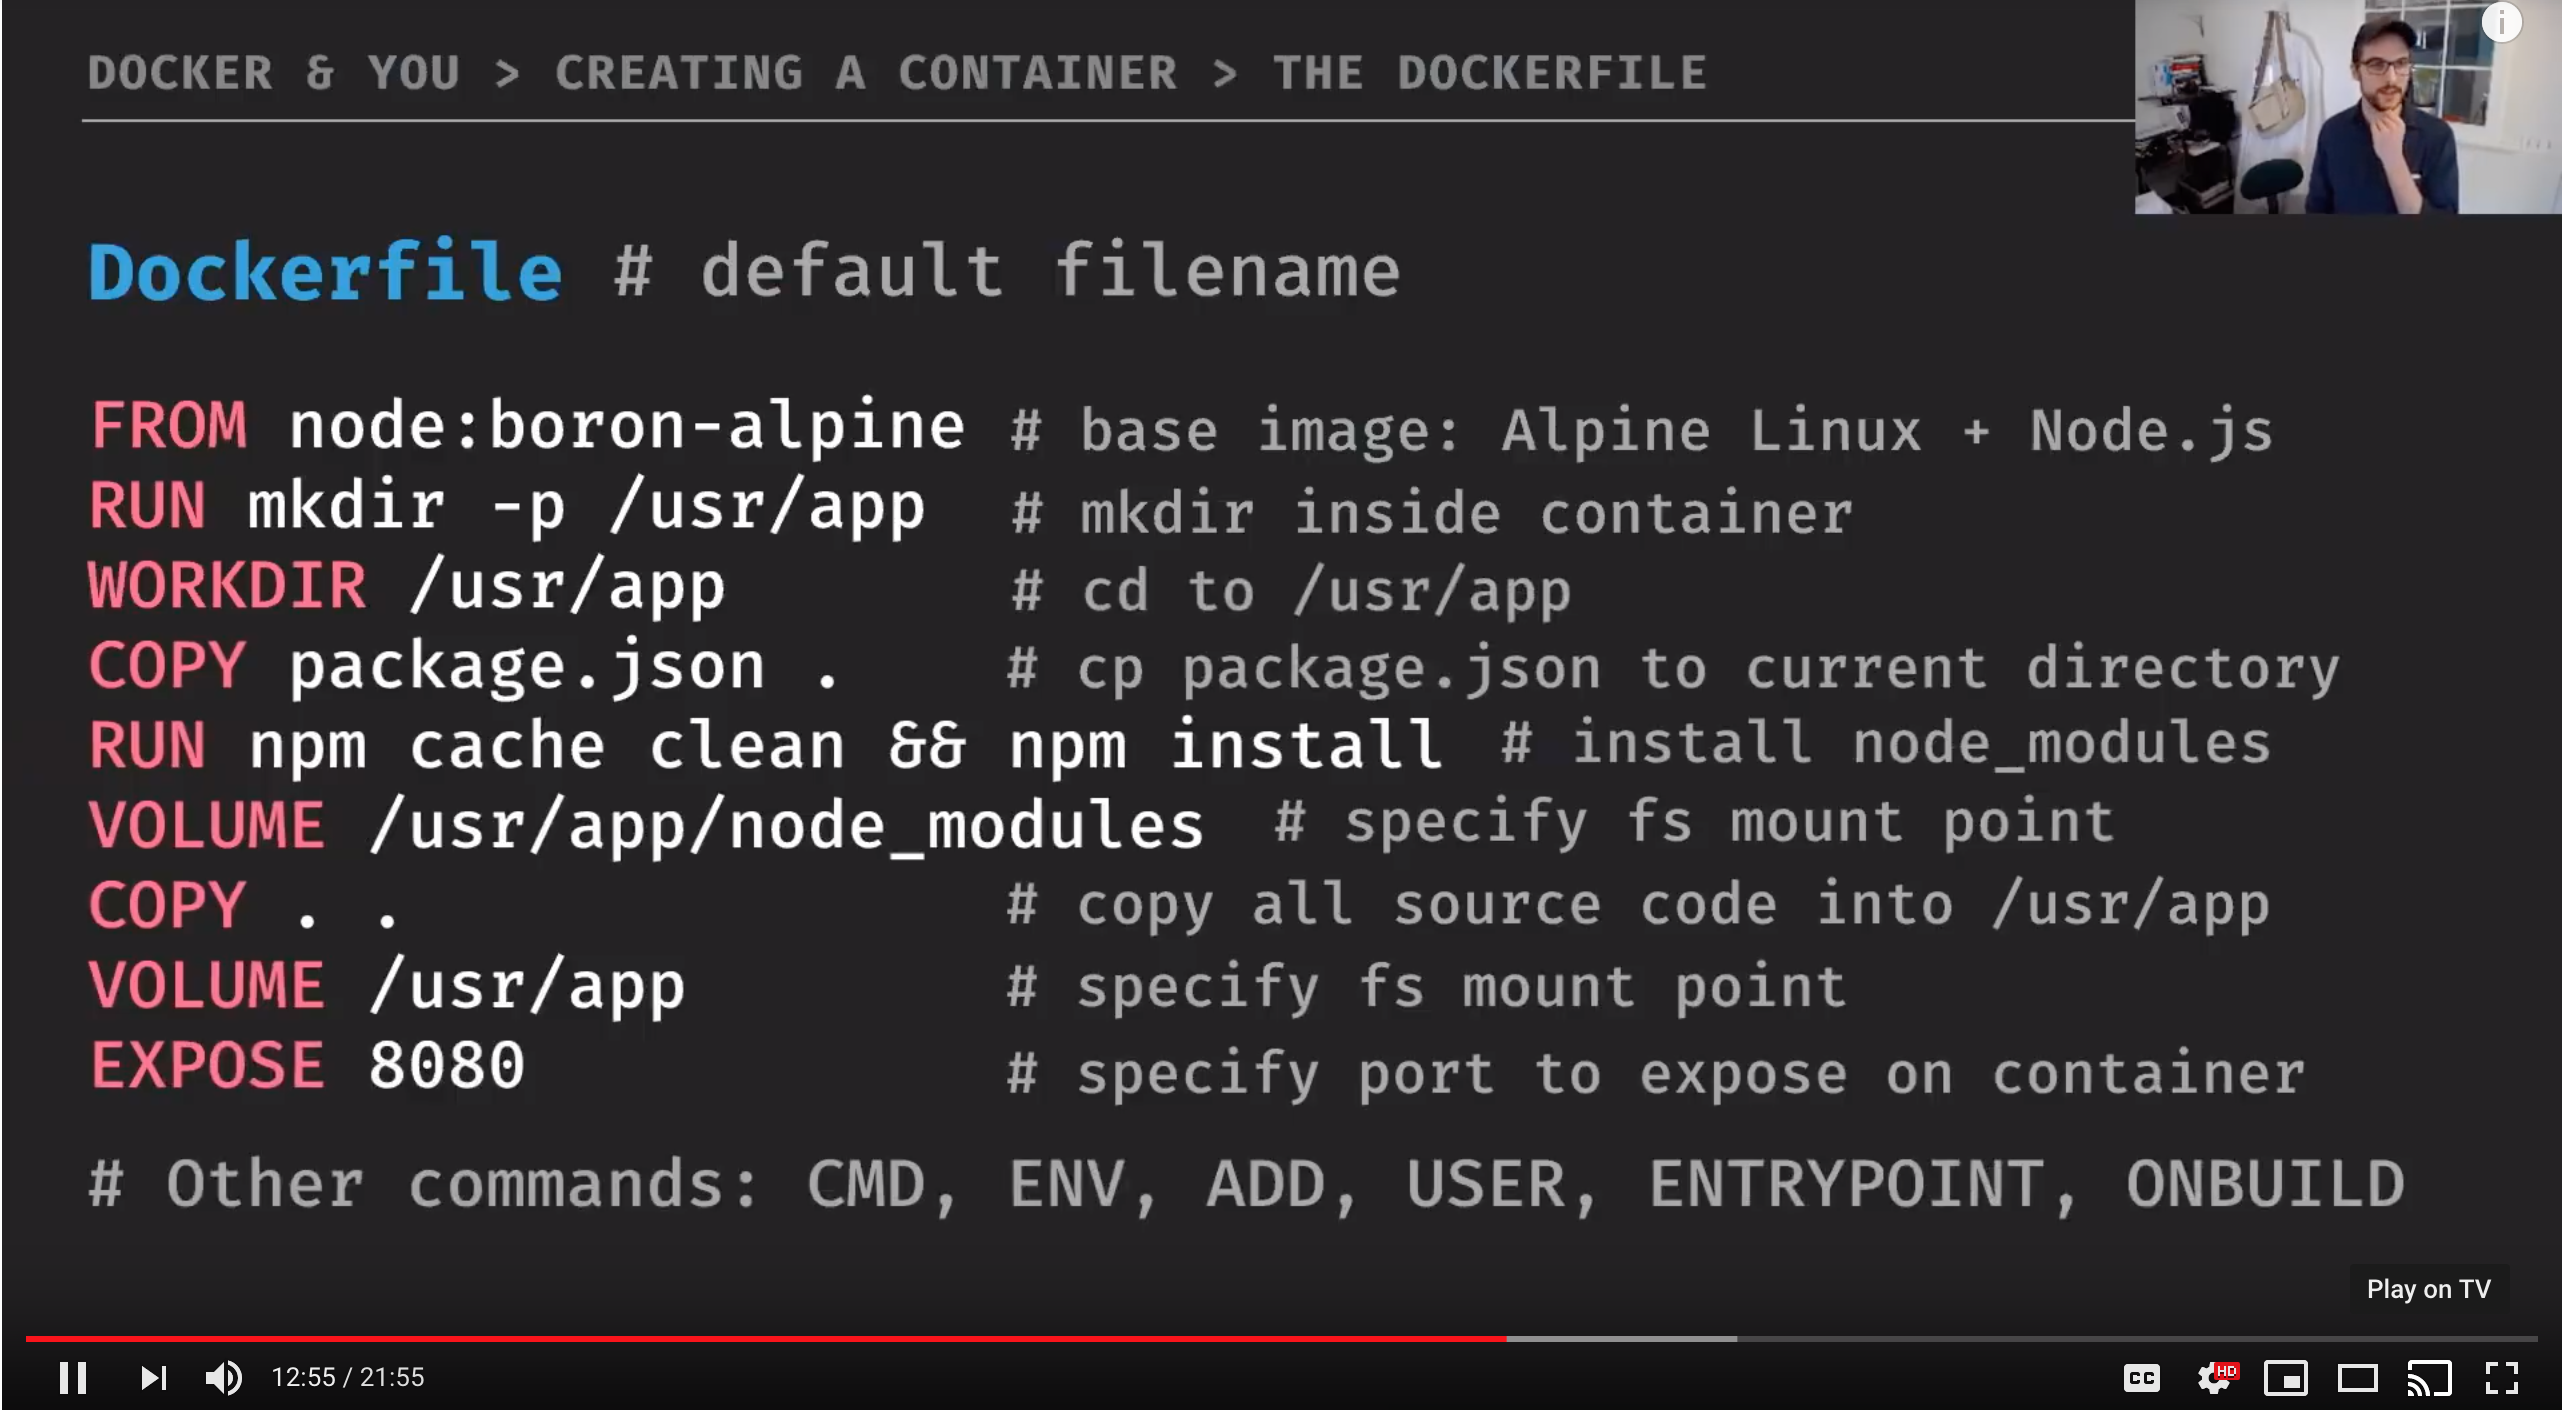 DOCKER & YOU > CREATING A CONTAINER > THE DOCKERFILE
Dockerfile # default filename
FROM node:boron-alpine # base image: Alpine Linux + Node.js
RUN mkdir -p /usr/app # mkdir inside container
WORKDIR /usr/app # cd to /usr/app
COPY package.json . # cp package.json to current directory
RUN npm cache clean && npm install # install node_modules
VOLUME /usr/app/node_modules # specify fs mount point
COPY . . # copy all source code into /usr/app
VOLUME /usr/app # specify fs mount point
EXPOSE 8080 # specify port to expose on container
# Other commands: CMD, ENV, ADD, USER, ENTRYPOINT, ONBUILD
Play on TV
12:55 / 21:55
CC
HD